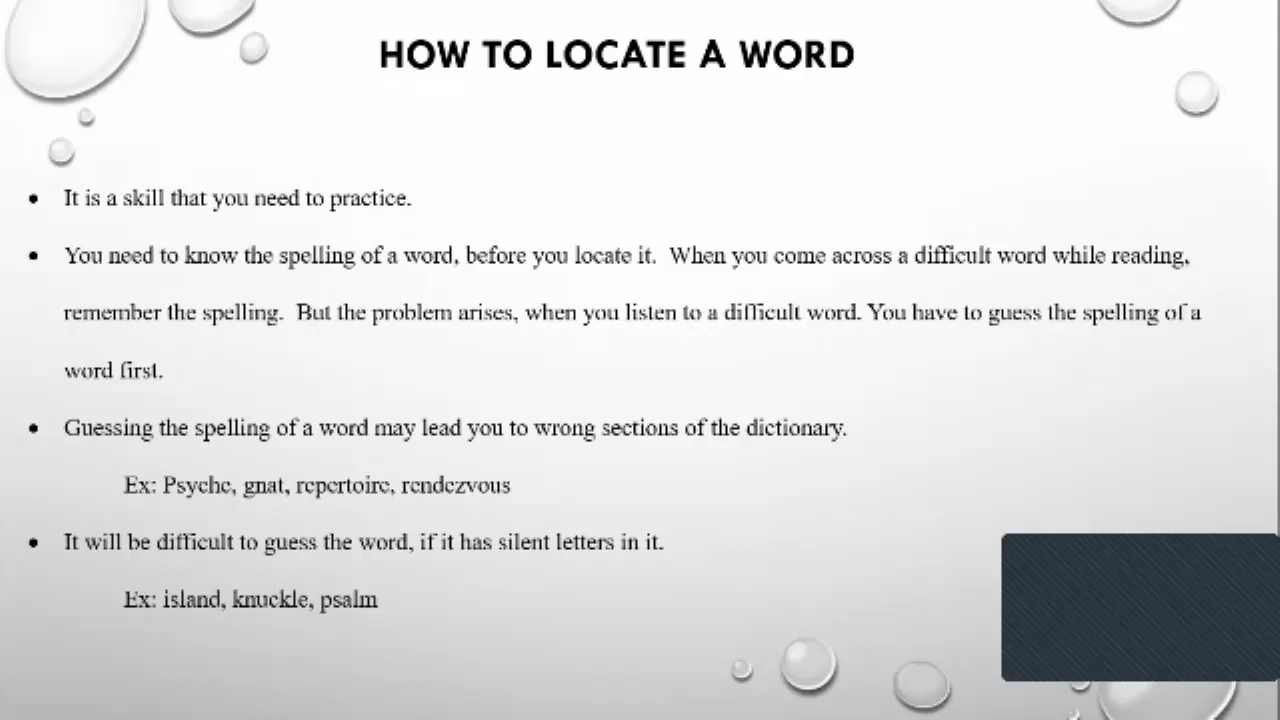 HOW TO LOCATE A WORD
• It is a skill that you need to practice.
• You need to know the spelling of a word, before you locate it.  When you come across a difficult word while reading,
remember the spelling.  But the problem arises, when you listen to a difficult word. You have to guess the spelling of a
word first.
• Guessing the spelling of a word may lead you to wrong sections of the dictionary.
Ex: Psyche, gnat, repertoire, rendezvous
• It will be difficult to guess the word, if it has silent letters in it.
Ex: island, knuckle, psalm